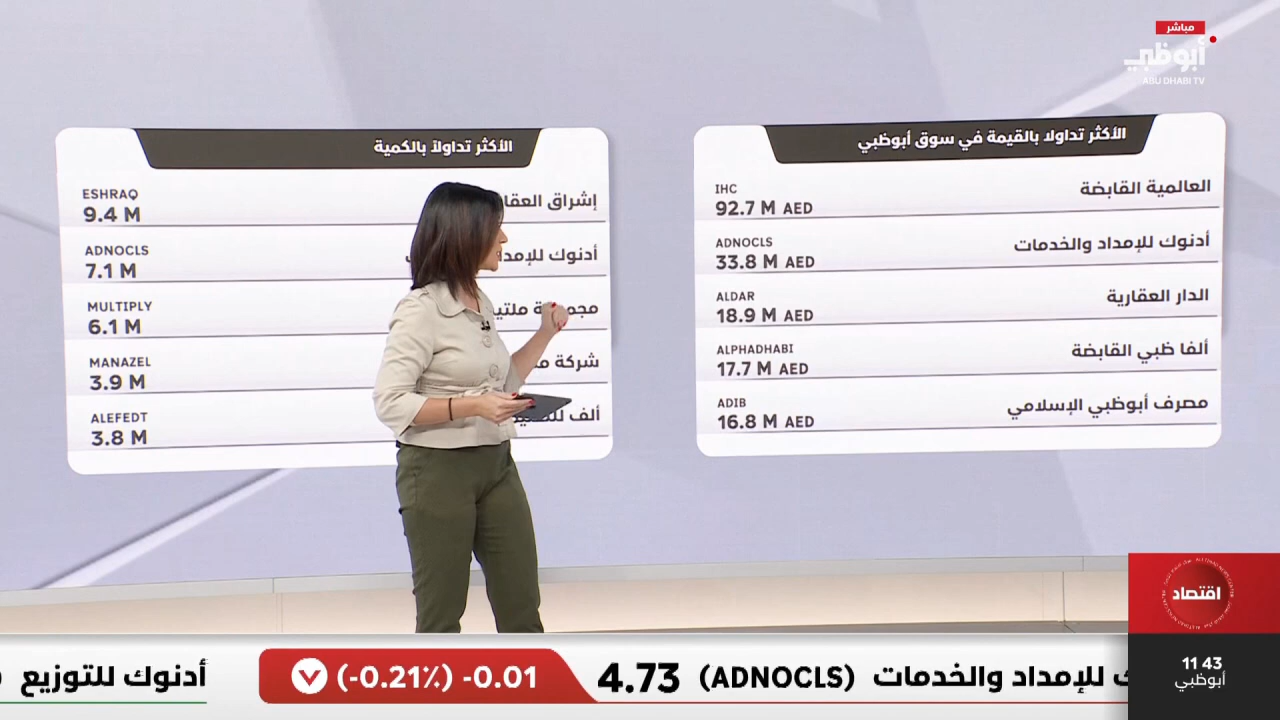 مباشر
أبوظبي
ABU DHABI TV
الأكثر تداولا بالقيمة في سوق أبوظبي
العالمية القابضة
IHC
92.7 M AED
أدنوك للإمداد والخدمات
ADNOCLS
33.8 M AED
الدار العقارية
ALDAR
18.9 M AED
ألفا ظبي القابضة
ALPHADHABI
17.7 M AED
مصرف أبوظبي الإسلامي
ADIB
16.8 M AED
الأكثر تداولاً بالكمية
إشراق
ESHRAQ
9.4 M
أدنوك
ADNOCLS
7.1 M
MULTIPLY
6.1 M
شركة
MANAZEL
3.9 M
ألف
ALEFEDT
3.8 M
اقتصاد
للإمداد والخدمات (ADNOCLS) 4.73 -0.01 (-0.21٪) أدنوك للتوزيع
11 43
أبوظبي